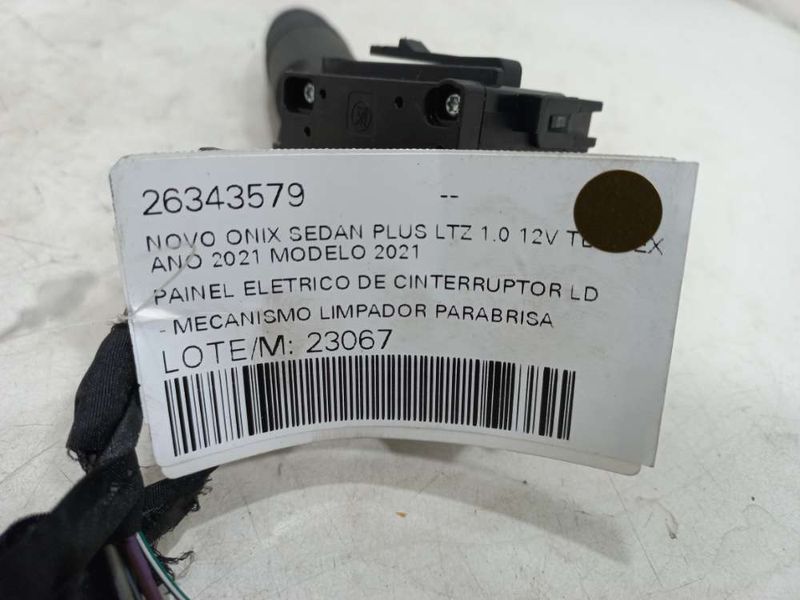 26343579 --
NOVO ONIX SEDAN PLUS LTZ 1.0 12V
ANO 2021 MODELO 2021
PAINEL ELETRICO DE CINTERRUPTOR LD
- MECANISMO LIMPADOR PARABRISA
LOTE/M: 23067